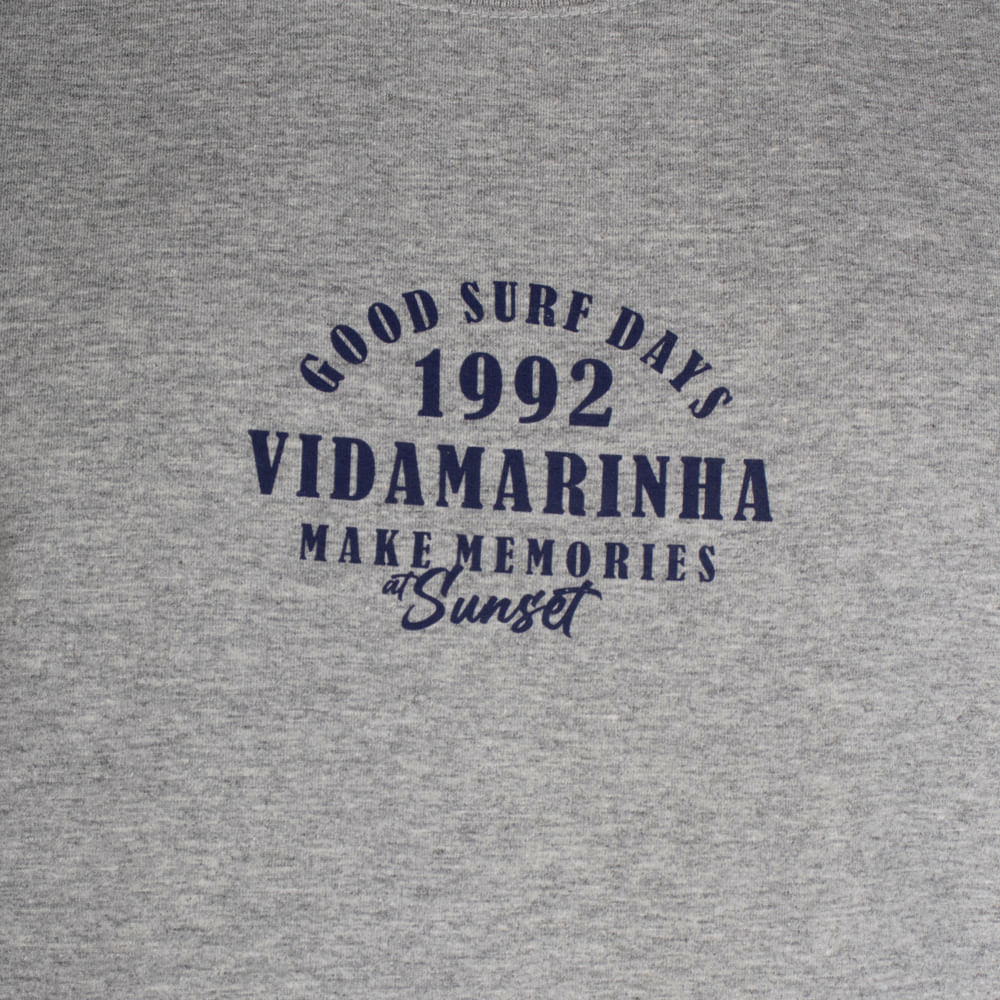 GOOD SURF DAYS
1992
VIDAMARINHA
MAKE MEMORIES
at Sunset